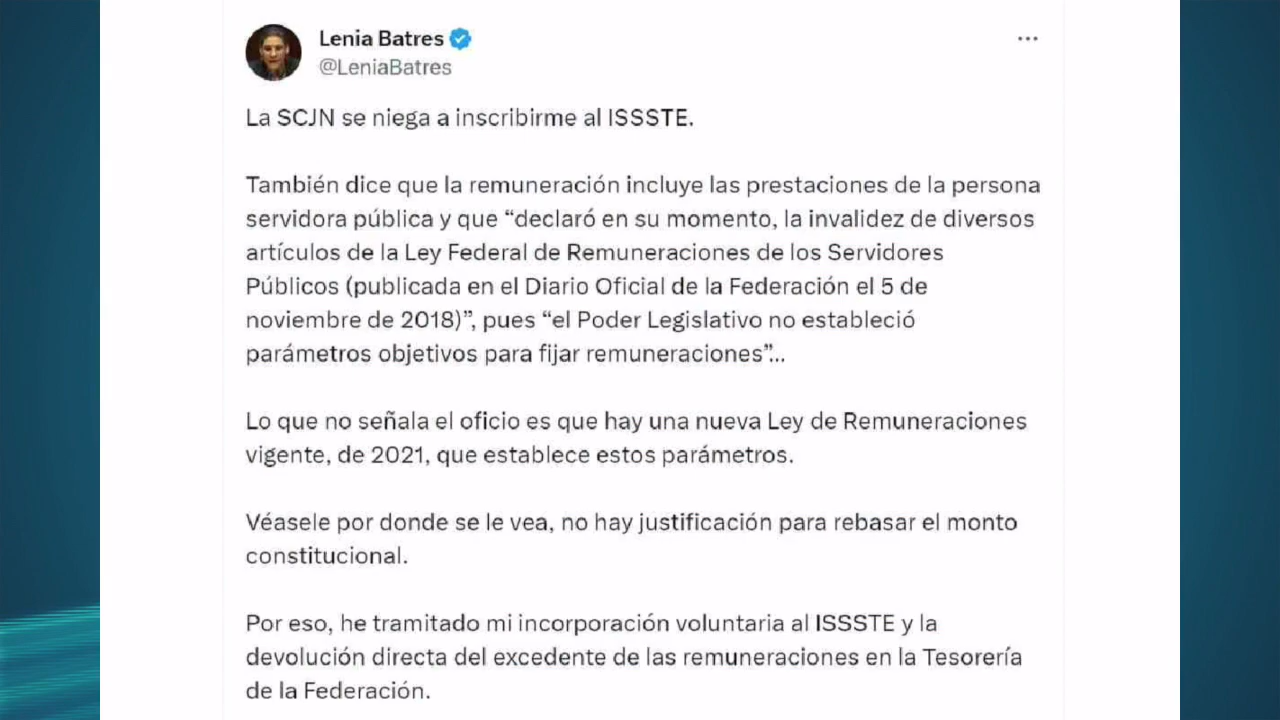 Lenia Batres
@LeniaBatres
La SCJN se niega a inscribirme al ISSSTE.
También dice que la remuneración incluye las prestaciones de la persona
servidora pública y que “declaró en su momento, la invalidez de diversos
artículos de la Ley Federal de Remuneraciones de los Servidores
Públicos (publicada en el Diario Oficial de la Federación el 5 de
noviembre de 2018)”, pues “el Poder Legislativo no estableció
parámetros objetivos para fijar remuneraciones”...
Lo que no señala el oficio es que hay una nueva Ley de Remuneraciones
vigente, de 2021, que establece estos parámetros.
Véasele por donde se le vea, no hay justificación para rebasar el monto
constitucional.
Por eso, he tramitado mi incorporación voluntaria al ISSSTE y la
devolución directa del excedente de las remuneraciones en la Tesorería
de la Federación.